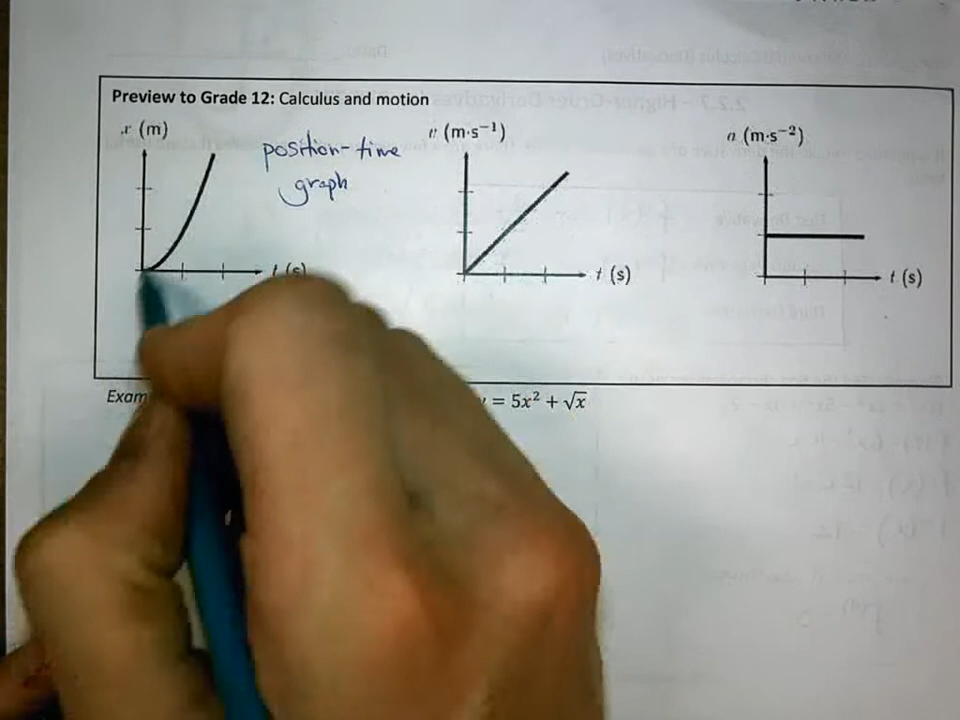 Preview to Grade 12: Calculus and motion
x (m)
position-time
graph
t (s)
v (m·s⁻¹)
t (s)
a (m·s⁻²)
t (s)
Exam
= 5x² + √x